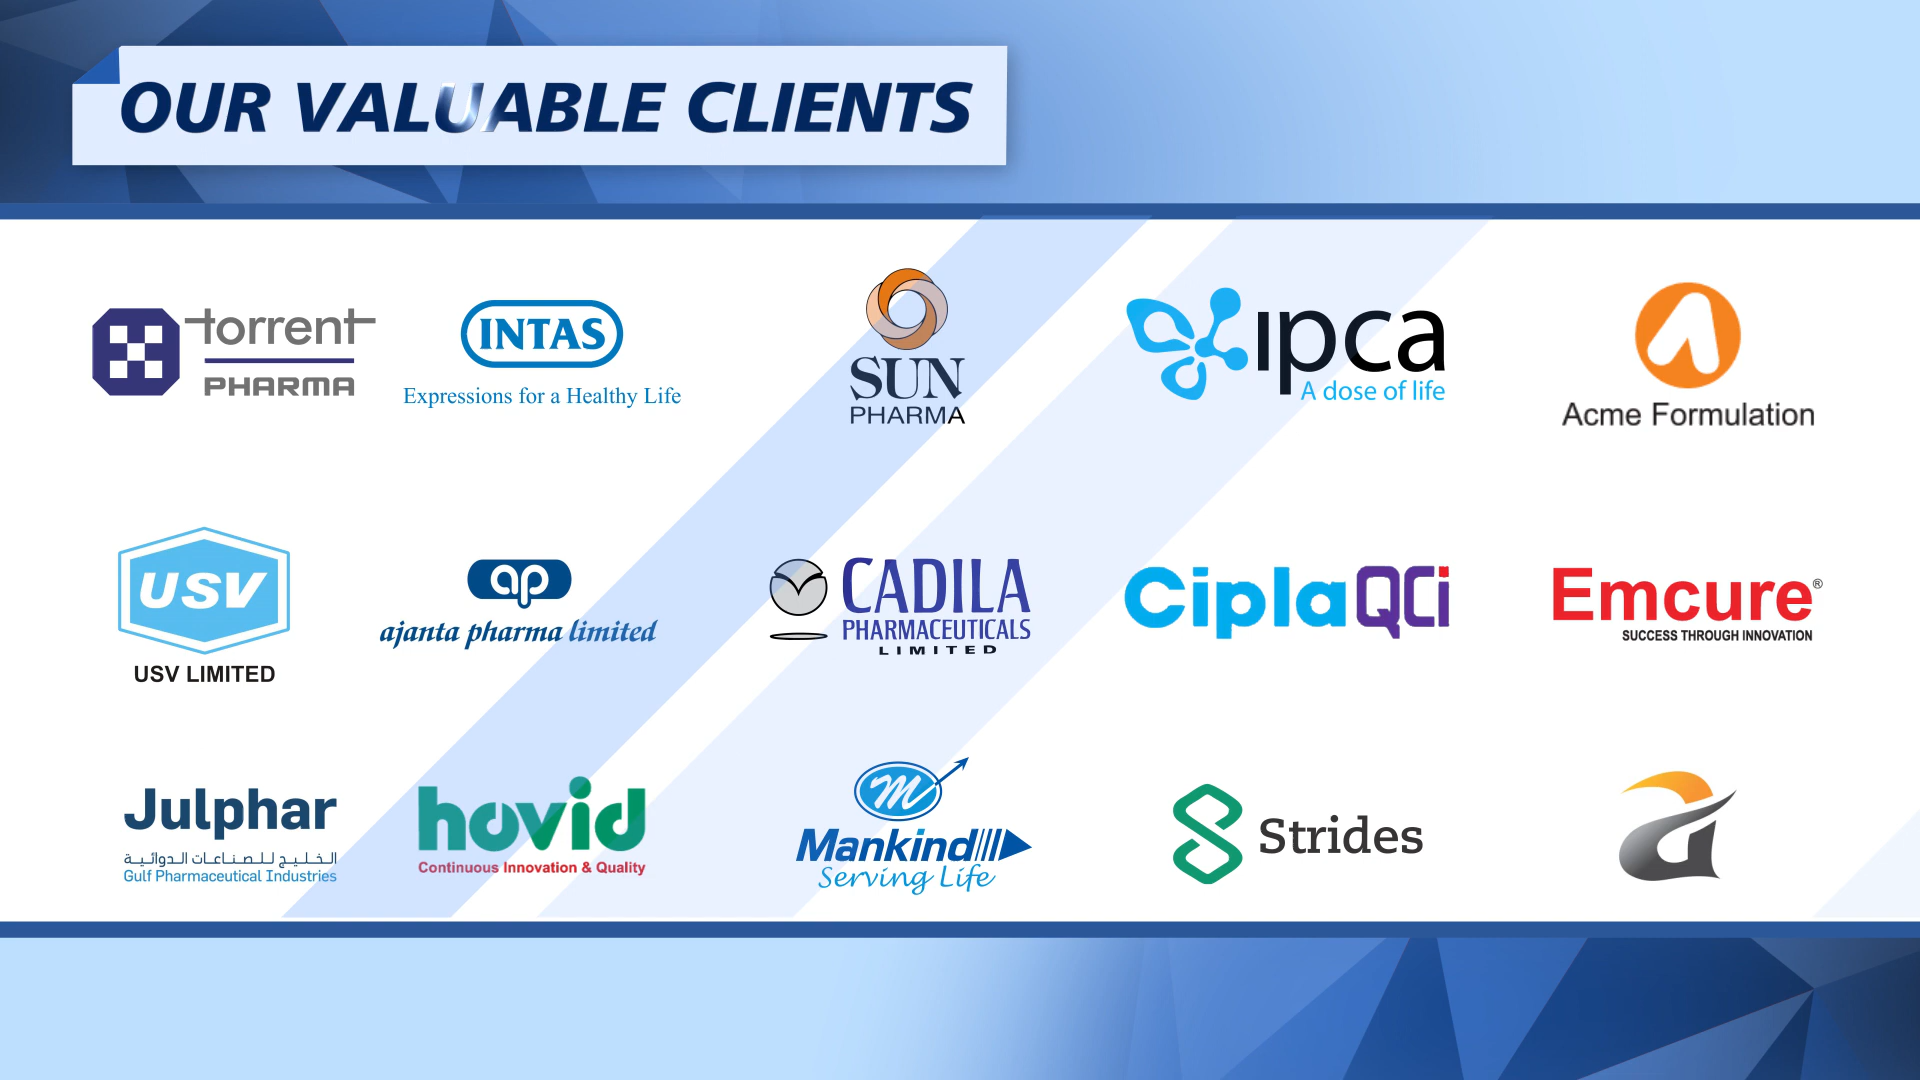 OUR VALUABLE CLIENTS
torrent
PHARMA
INTAS
Expressions for a Healthy Life
SUN
PHARMA
ipca
A dose of life
Acme Formulation
USV
USV LIMITED
ap
ajanta pharma limited
CADILA
PHARMACEUTICALS
LIMITED
Cipla QCi
Emcure®
SUCCESS THROUGH INNOVATION
Julphar
الخليج للصناعات الدوائية
Gulf Pharmaceutical Industries
hovid
Continuous Innovation & Quality
m
Mankind
Serving Life
Strides
a